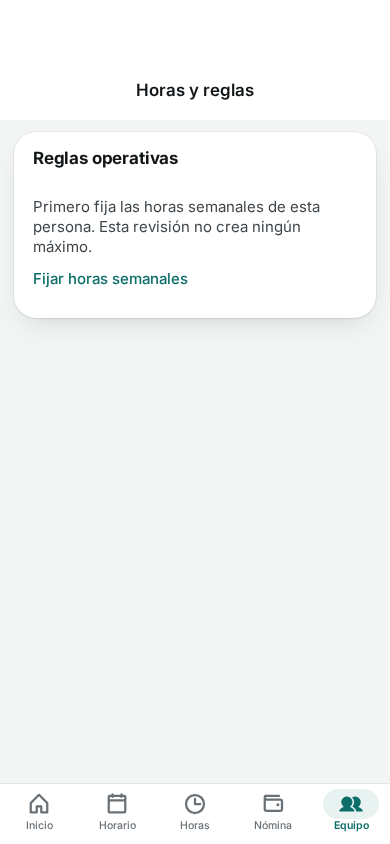 Horas y reglas
Reglas operativas
Primero fija las horas semanales de esta
persona. Esta revisión no crea ningún
máximo.
Fijar horas semanales
Inicio
Horario
Horas
Nómina
Equipo